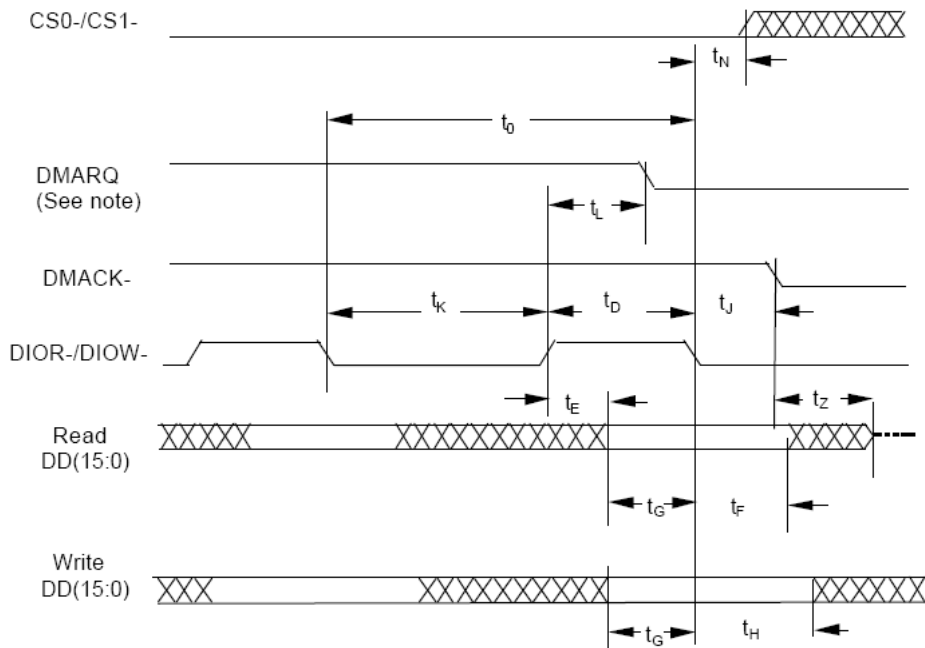 CS0-/CS1-
tN
t0
DMARQ
(See note)
tL
DMACK-
tK
tD
tJ
DIOR-/DIOW-
tE
tZ
Read
DD(15:0)
tG
tF
Write
DD(15:0)
tG
tH